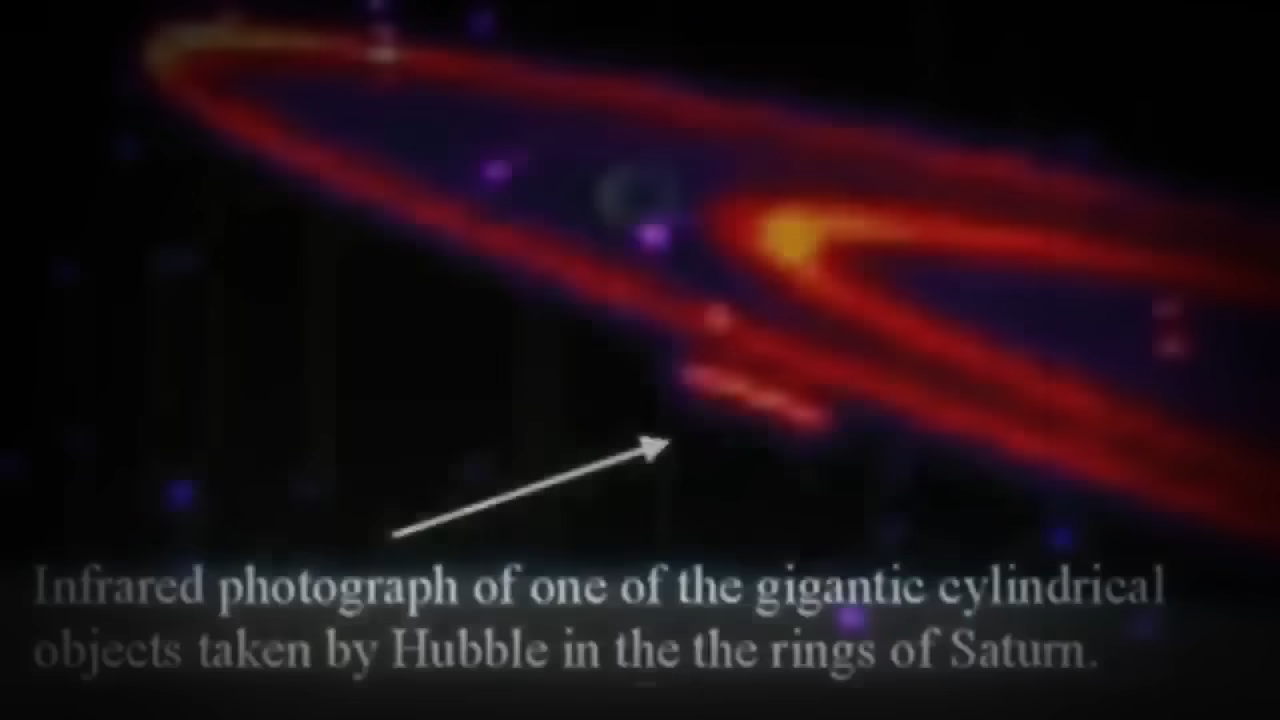 Infrared photograph of one of the gigantic cylindrical
objects taken by Hubble in the the rings of Saturn.